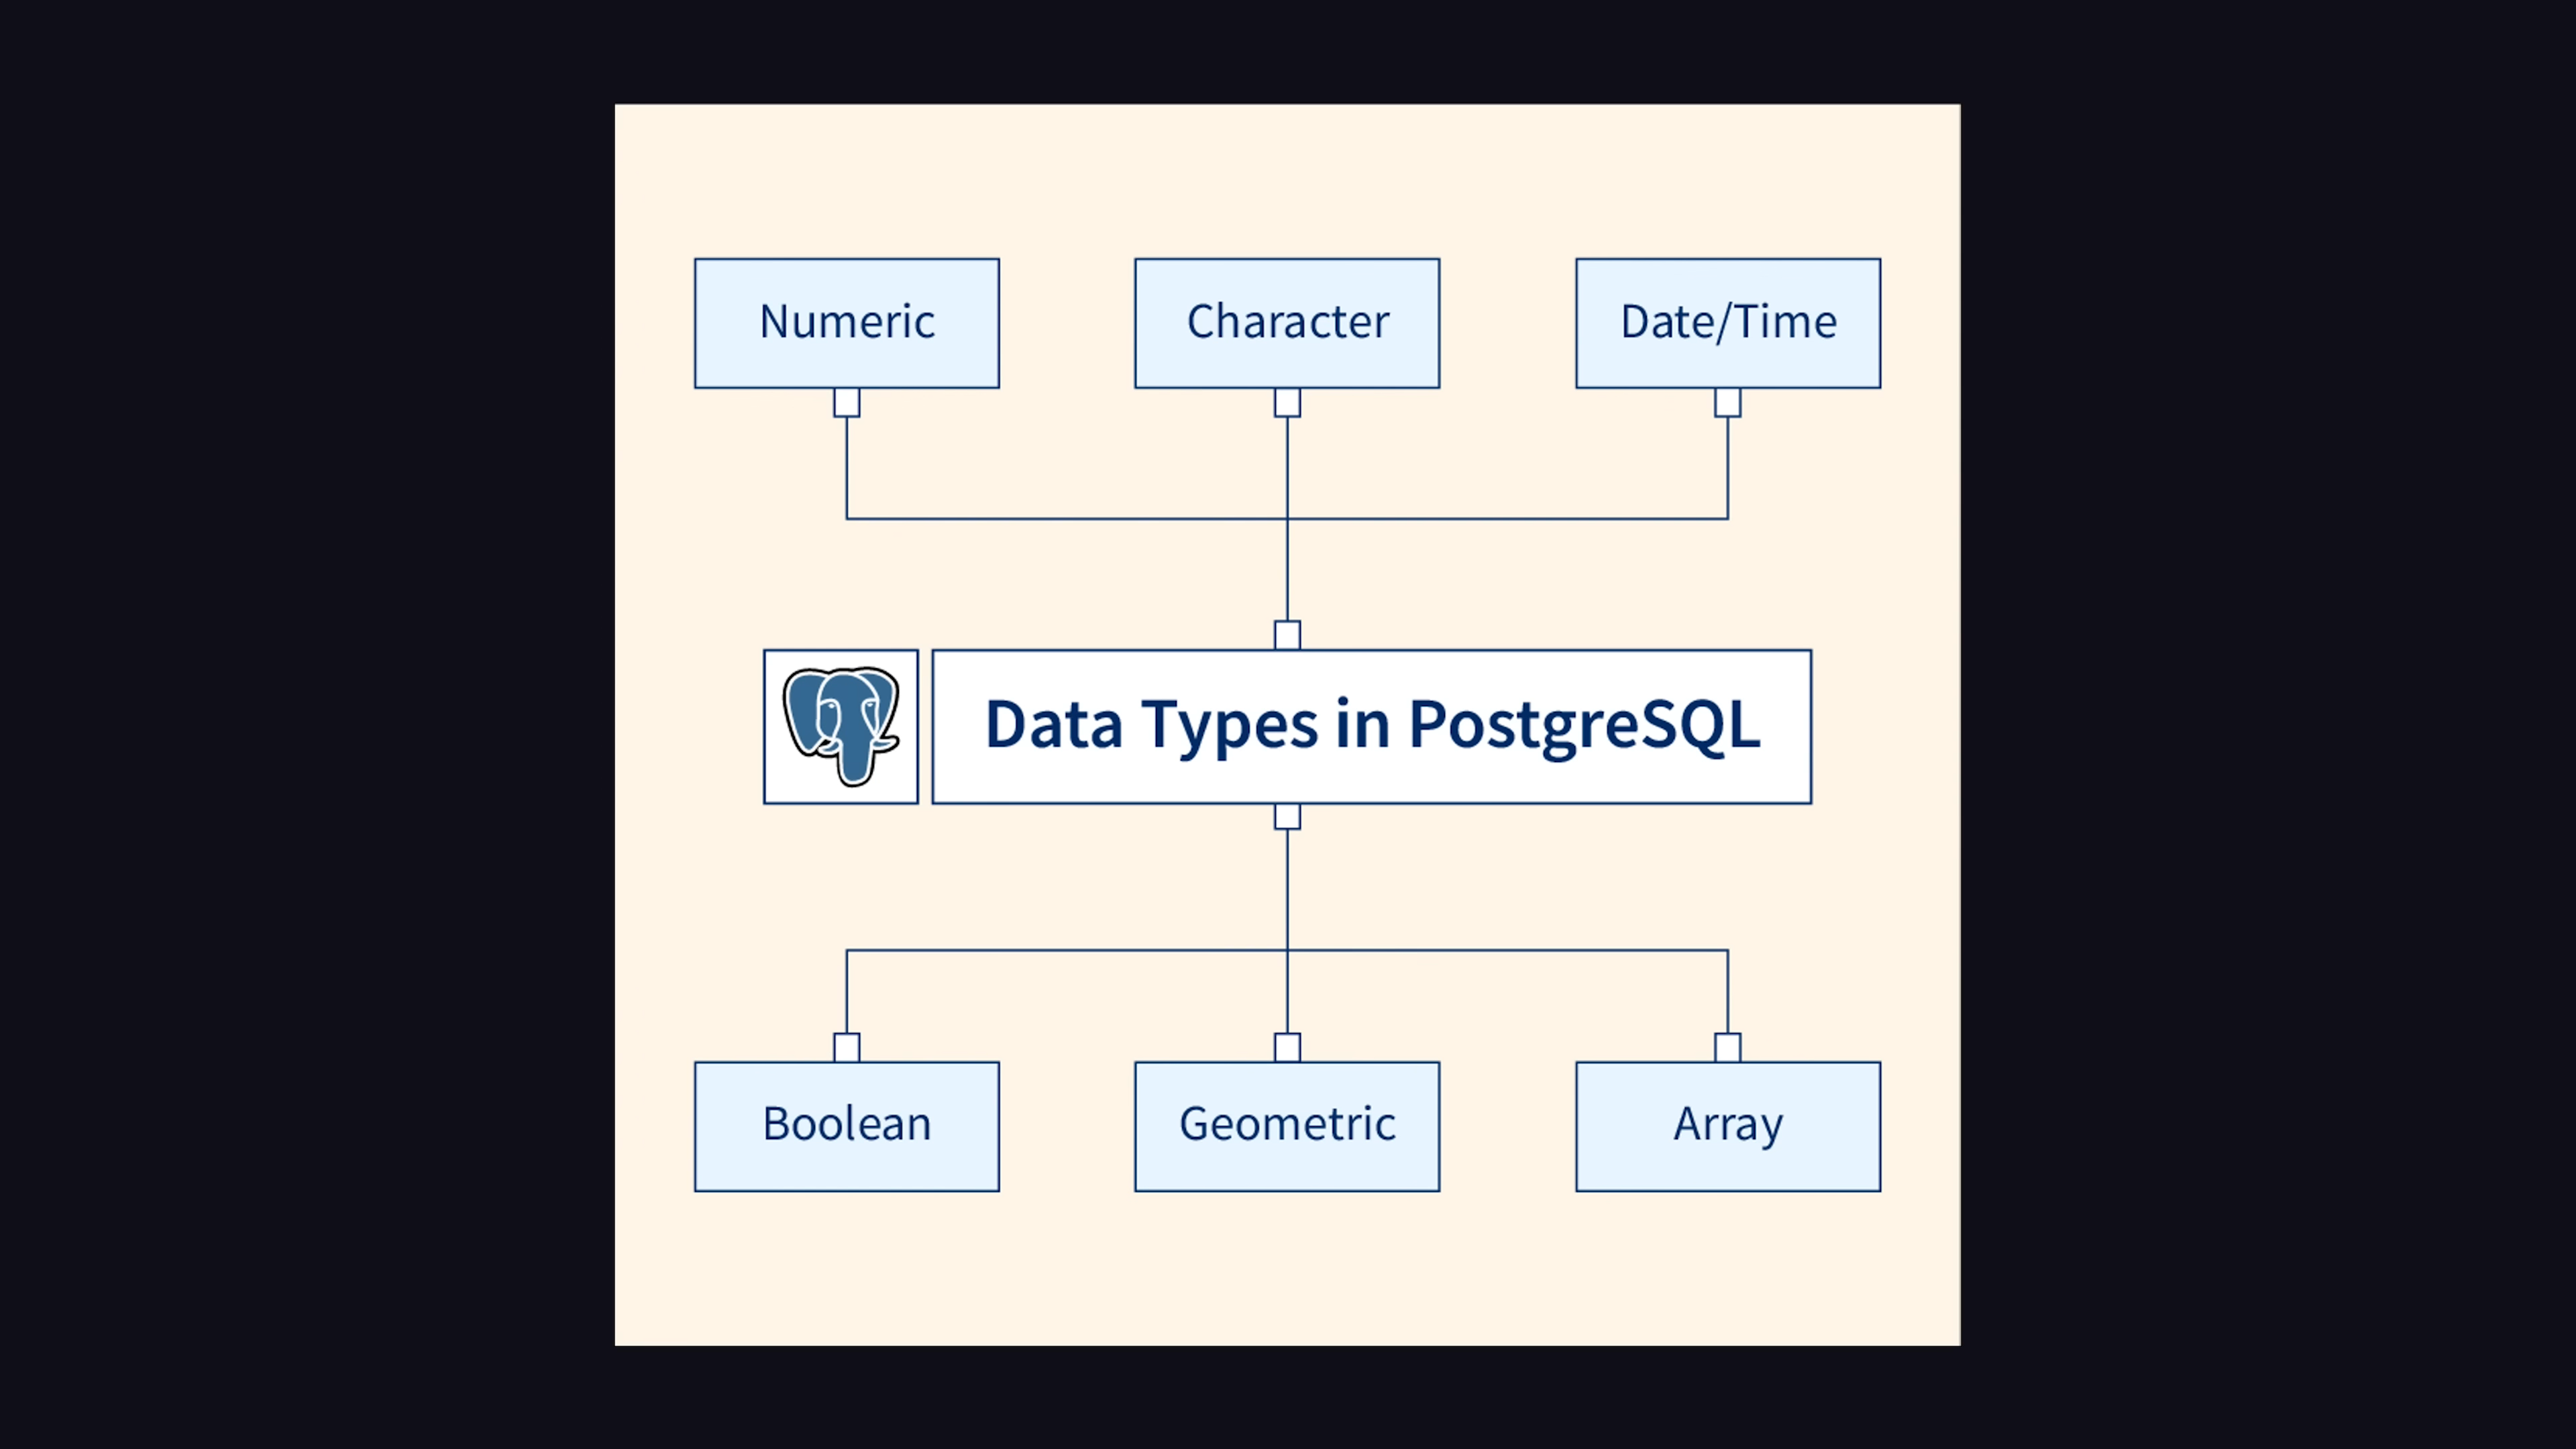 Numeric
Character
Date/Time
Data Types in PostgreSQL
Boolean
Geometric
Array